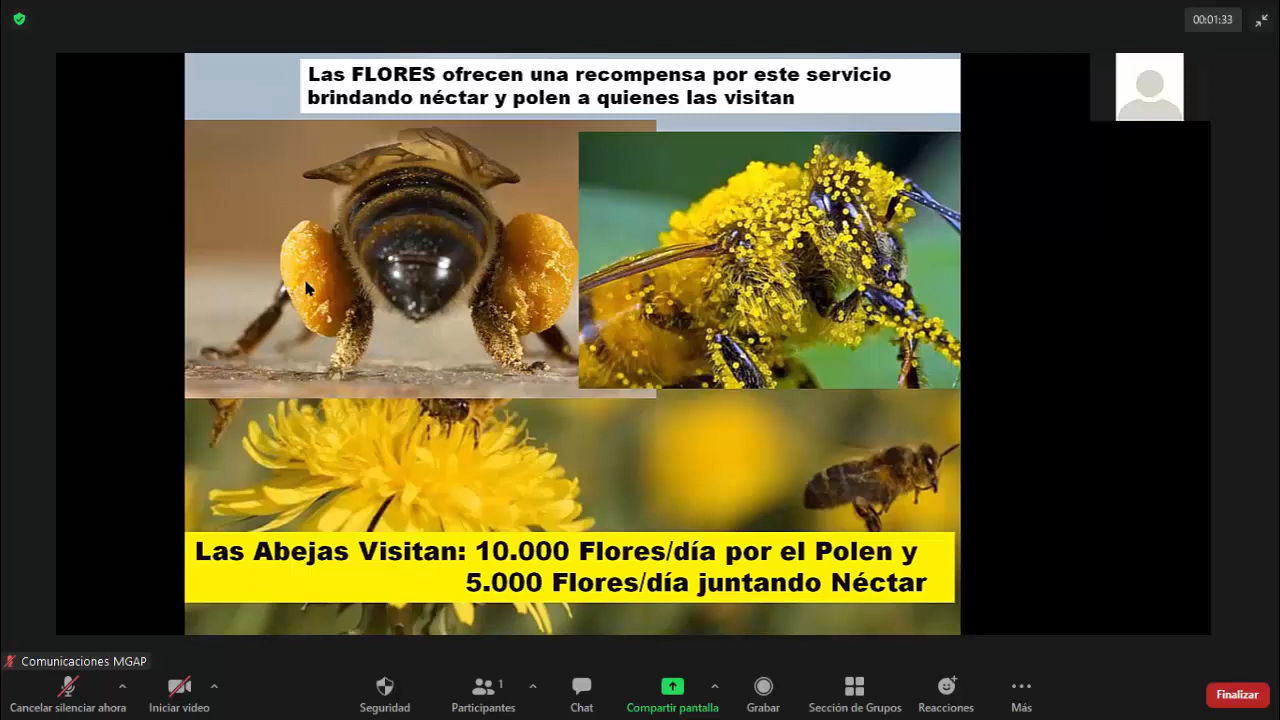 00:01:33
Las FLORES ofrecen una recompensa por este servicio
brindando néctar y polen a quienes las visitan
Las Abejas Visitan: 10.000 Flores/día por el Polen y
5.000 Flores/día juntando Néctar
Comunicaciones MGAP
Cancelar silenciar ahora
Iniciar video
Seguridad
Participantes
1
Chat
Compartir pantalla
Grabar
Sección de Grupos
Reacciones
Más
Finalizar